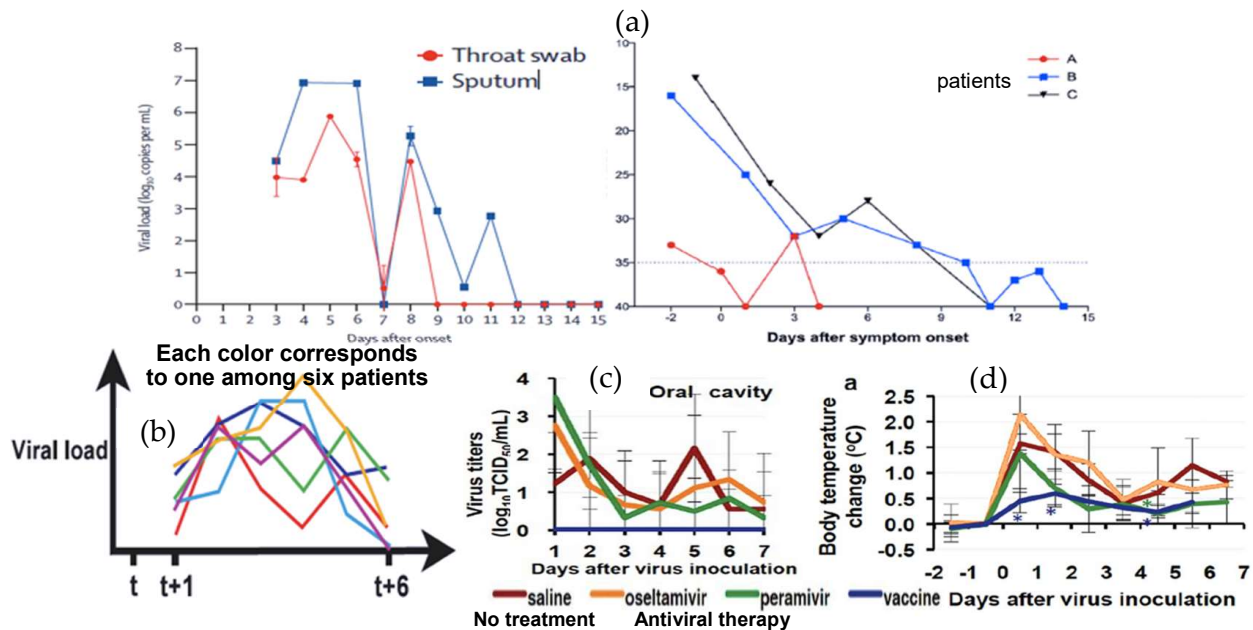 (a)
8
7
6
5
4
3
2
1
0
Viral load (log10 copies per mL)
Throat swab
Sputum
0 1 2 3 4 5 6 7 8 9 10 11 12 13 14 15
Days after onset
10
15
20
25
30
35
40
patients
A
B
C
-2 0 3 6 9 12 15
Days after symptom onset
Each color corresponds
to one among six patients
(b)
Viral load
t t+1 t+6
(c)
Oral cavity
4
3
2
1
0
Virus titers
(log10TCID50/mL)
1 2 3 4 5 6 7
Days after virus inoculation
a
(d)
2.5
2.0
1.5
1.0
0.5
0.0
-0.5
Body temperature
change (ºC)
* * * *
-2 -1 0 1 2 3 4 5 6 7
Days after virus inoculation
saline oseltamivir peramivir vaccine
No treatment Antiviral therapy